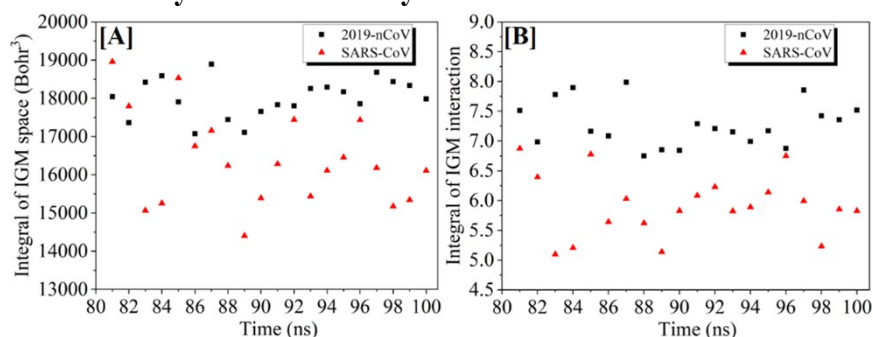 [A]
2019-nCoV
SARS-CoV
Integral of IGM space (Bohr³)
20000
19000
18000
17000
16000
15000
14000
13000
80 82 84 86 88 90 92 94 96 98 100
Time (ns)
[B]
2019-nCoV
SARS-CoV
Integral of IGM interaction
9.0
8.5
8.0
7.5
7.0
6.5
6.0
5.5
5.0
4.5
80 82 84 86 88 90 92 94 96 98 100
Time (ns)